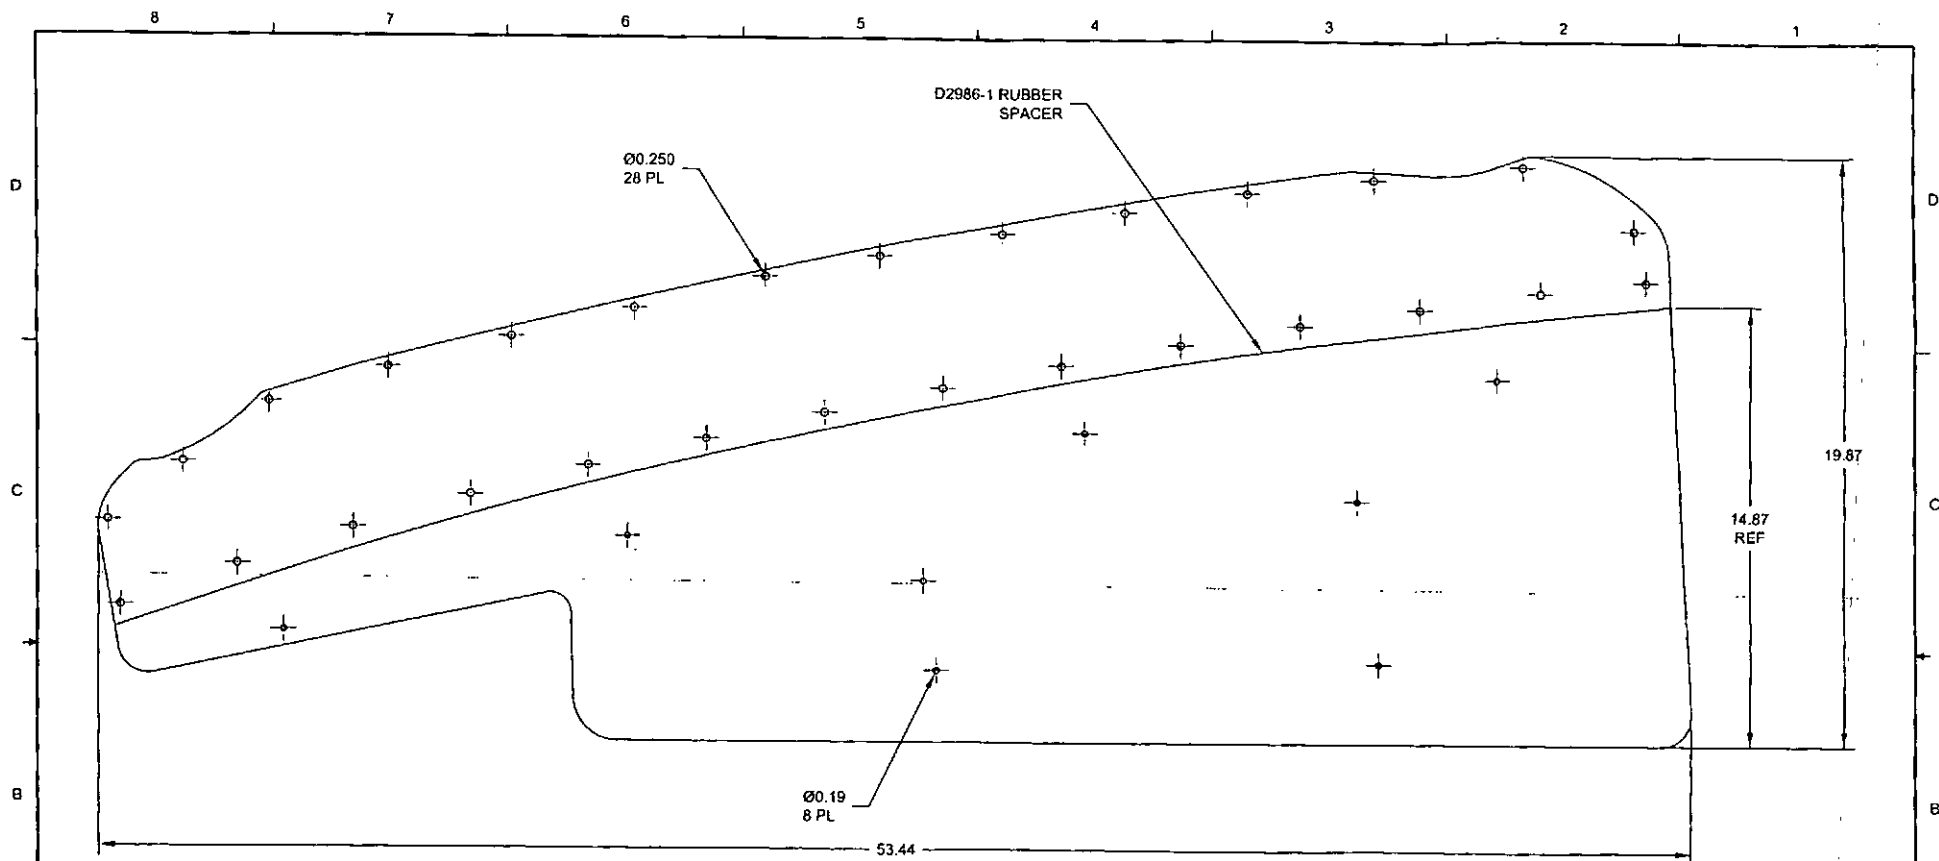 8 7 6 5 4 3 2 1
D2986-1 RUBBER
SPACER
Ø0.250
28 PL
D D
19.87
C C
14.87
REF
Ø0.19
8 PL
B B
53.44